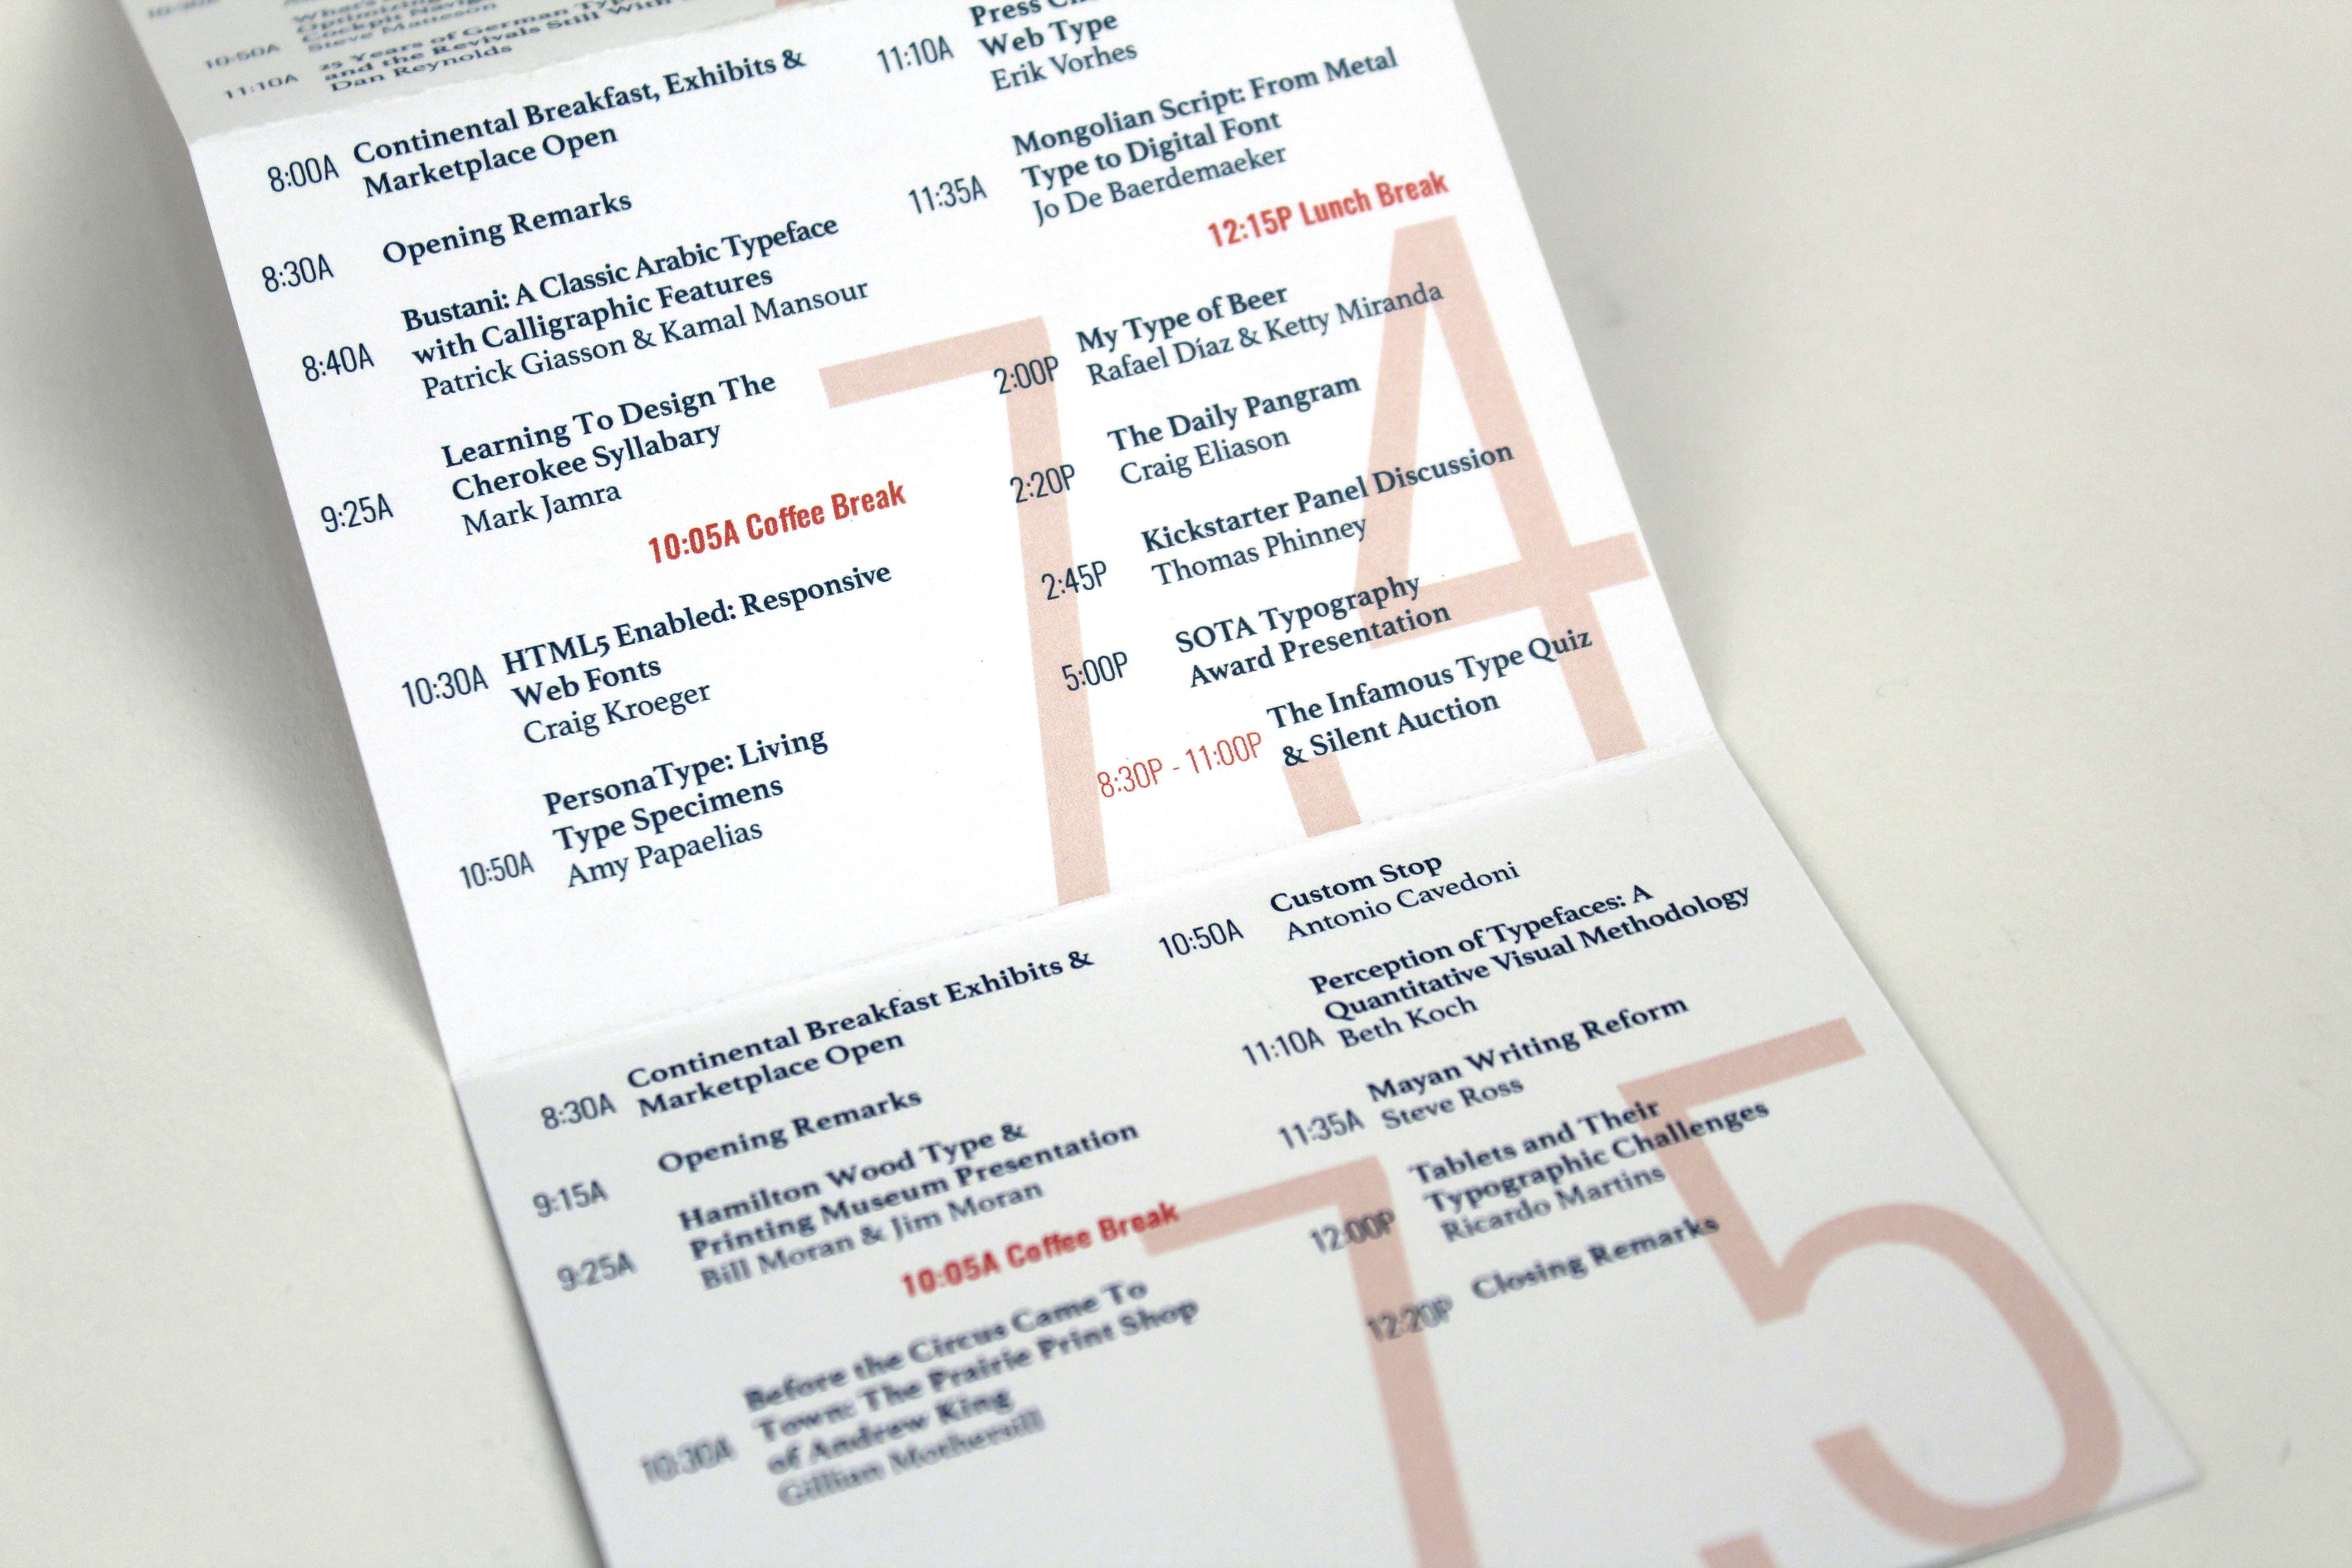 What's
Optimizing
Cockpit Navig
Steve Matteson
10:50A
25 Years of German Ty
and the Revivals Still With
Dan Reynolds
11:10A
8:00A
Continental Breakfast, Exhibits &
Marketplace Open
8:30A
Opening Remarks
8:40A
Bustani: A Classic Arabic Typeface
with Calligraphic Features
Patrick Giasson & Kamal Mansour
9:25A
Learning To Design The
Cherokee Syllabary
Mark Jamra
10:05A Coffee Break
10:30A
HTML5 Enabled: Responsive
Web Fonts
Craig Kroeger
10:50A
PersonaType: Living
Type Specimens
Amy Papaelias
11:10A
Press
Web Type
Erik Vorhes
11:35A
Mongolian Script: From Metal
Type to Digital Font
Jo De Baerdemaeker
12:15P Lunch Break
2:00P
My Type of Beer
Rafael Díaz & Ketty Miranda
2:20P
The Daily Pangram
Craig Eliason
2:45P
Kickstarter Panel Discussion
Thomas Phinney
5:00P
SOTA Typography
Award Presentation
8:30P - 11:00P
The Infamous Type Quiz
& Silent Auction
7.4
8:30A
Continental Breakfast Exhibits &
Marketplace Open
9:15A
Opening Remarks
9:25A
Hamilton Wood Type &
Printing Museum Presentation
Bill Moran & Jim Moran
10:05A Coffee Break
10:30A
Before the Circus Came To
Town: The Prairie Print Shop
of Andrew King
Gillian Mothersill
10:50A
Custom Stop
Antonio Cavedoni
11:10A
Perception of Typefaces: A
Quantitative Visual Methodology
Beth Koch
11:35A
Mayan Writing Reform
Steve Ross
12:00P
Tablets and Their
Typographic Challenges
Ricardo Martins
12:20P
Closing Remarks
7.5